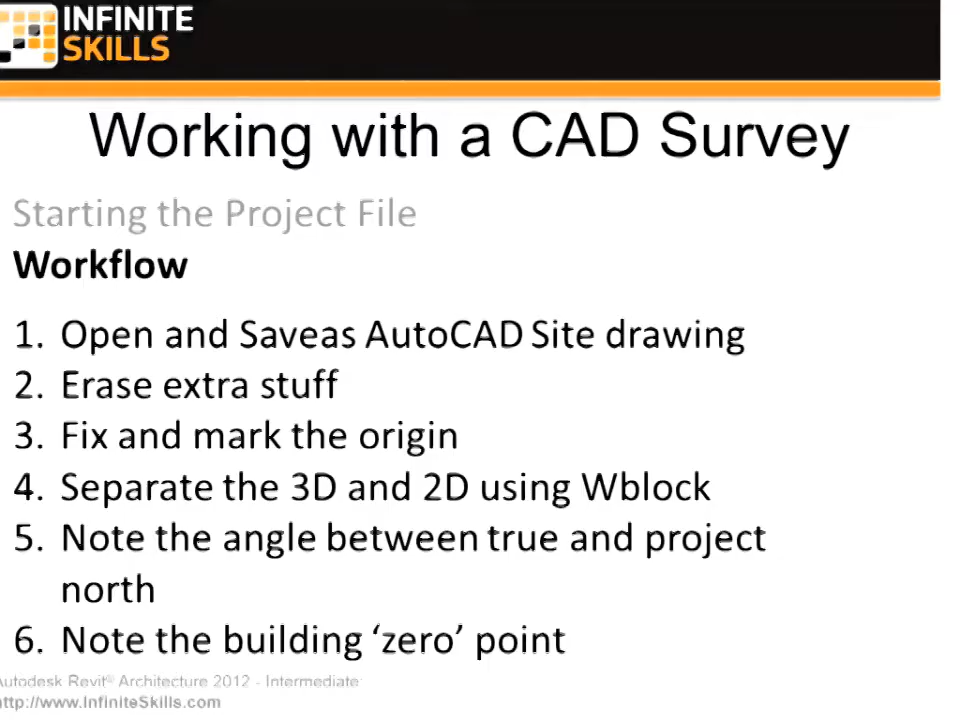 INFINITE
SKILLS
Working with a CAD Survey
Starting the Project File
Workflow
1. Open and Saveas AutoCAD Site drawing
2. Erase extra stuff
3. Fix and mark the origin
4. Separate the 3D and 2D using Wblock
5. Note the angle between true and project
north
6. Note the building ‘zero’ point
Autodesk Revit® Architecture 2012 - Intermediate
http://www.InfiniteSkills.com